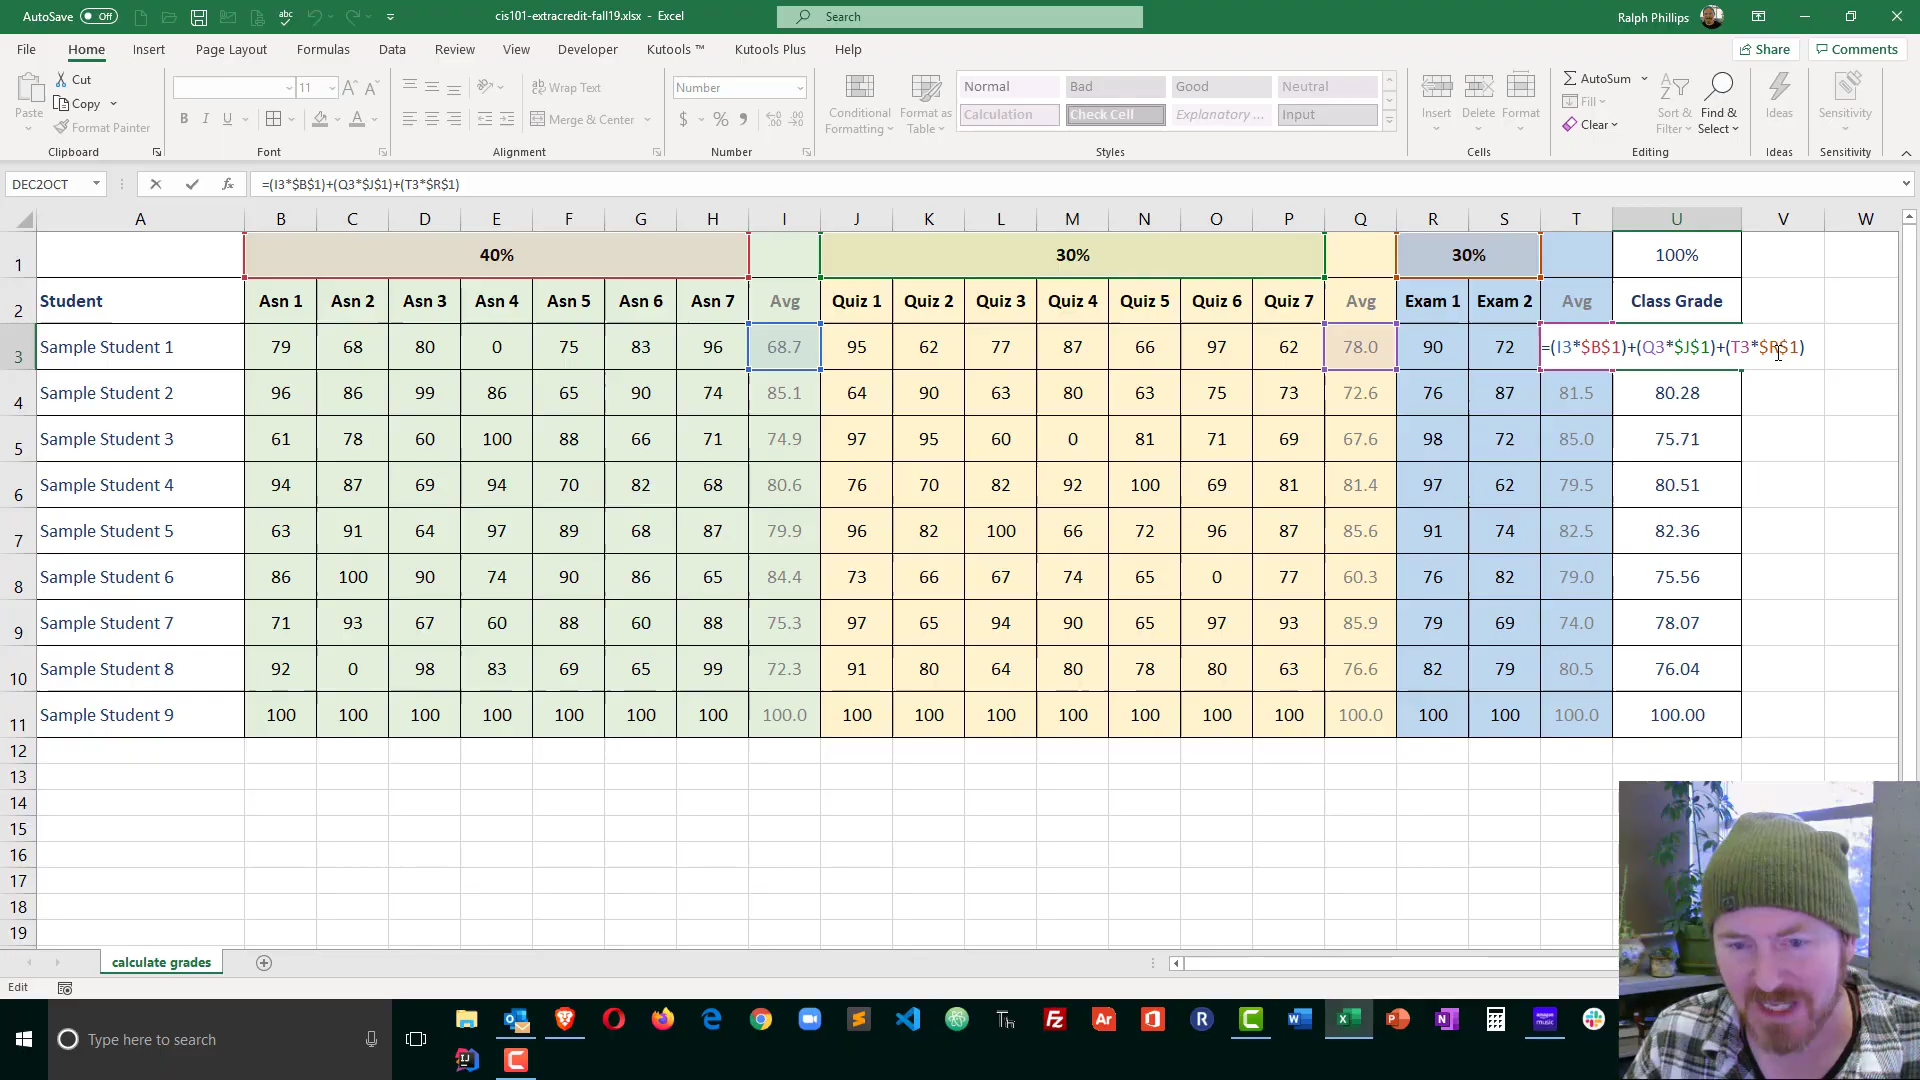 AutoSave Off
abc
cis101-extracredit-fall19.xlsx - Excel
Search
Ralph Phillips
File Home Insert Page Layout Formulas Data Review View Developer Kutools ™ Kutools Plus Help Share Comments
Paste Cut Copy Format Painter
11 A A
B I U A
Wrap Text
Merge & Center
Number
$ % 9
Conditional Formatting
Format as Table
Normal Bad Good Neutral
Calculation Check Cell Explanatory ... Input
Insert Delete Format
AutoSum
Fill
Clear
Sort & Filter
Find & Select
Ideas
Sensitivity
Clipboard Font Alignment Number Styles Cells Editing Ideas Sensitivity
DEC2OCT fx =(I3*$B$1)+(Q3*$J$1)+(T3*$R$1)
A B C D E F G H I J K L M N O P Q R S T U V W
1 40% 30% 30% 100%
2 Student Asn 1 Asn 2 Asn 3 Asn 4 Asn 5 Asn 6 Asn 7 Avg Quiz 1 Quiz 2 Quiz 3 Quiz 4 Quiz 5 Quiz 6 Quiz 7 Avg Exam 1 Exam 2 Avg Class Grade
3 Sample Student 1 79 68 80 0 75 83 96 68.7 95 62 77 87 66 97 62 78.0 90 72 =(I3*$B$1)+(Q3*$J$1)+(T3*$R$1)
4 Sample Student 2 96 86 99 86 65 90 74 85.1 64 90 63 80 63 75 73 72.6 76 87 81.5 80.28
5 Sample Student 3 61 78 60 100 88 66 71 74.9 97 95 60 0 81 71 69 67.6 98 72 85.0 75.71
6 Sample Student 4 94 87 69 94 70 82 68 80.6 76 70 82 92 100 69 81 81.4 97 62 79.5 80.51
7 Sample Student 5 63 91 64 97 89 68 87 79.9 96 82 100 66 72 96 87 85.6 91 74 82.5 82.36
8 Sample Student 6 86 100 90 74 90 86 65 84.4 73 66 67 74 65 0 77 60.3 76 82 79.0 75.56
9 Sample Student 7 71 93 67 60 88 60 88 75.3 97 65 94 90 65 97 93 85.9 79 69 74.0 78.07
10 Sample Student 8 92 0 98 83 69 65 99 72.3 91 80 64 80 78 80 63 76.6 82 79 80.5 76.04
11 Sample Student 9 100 100 100 100 100 100 100 100.0 100 100 100 100 100 100 100 100.0 100 100 100.0 100.00
12
13
14
15
16
17
18
19
calculate grades
Edit
Type here to search
Th
Fz
Ar
R
IJ